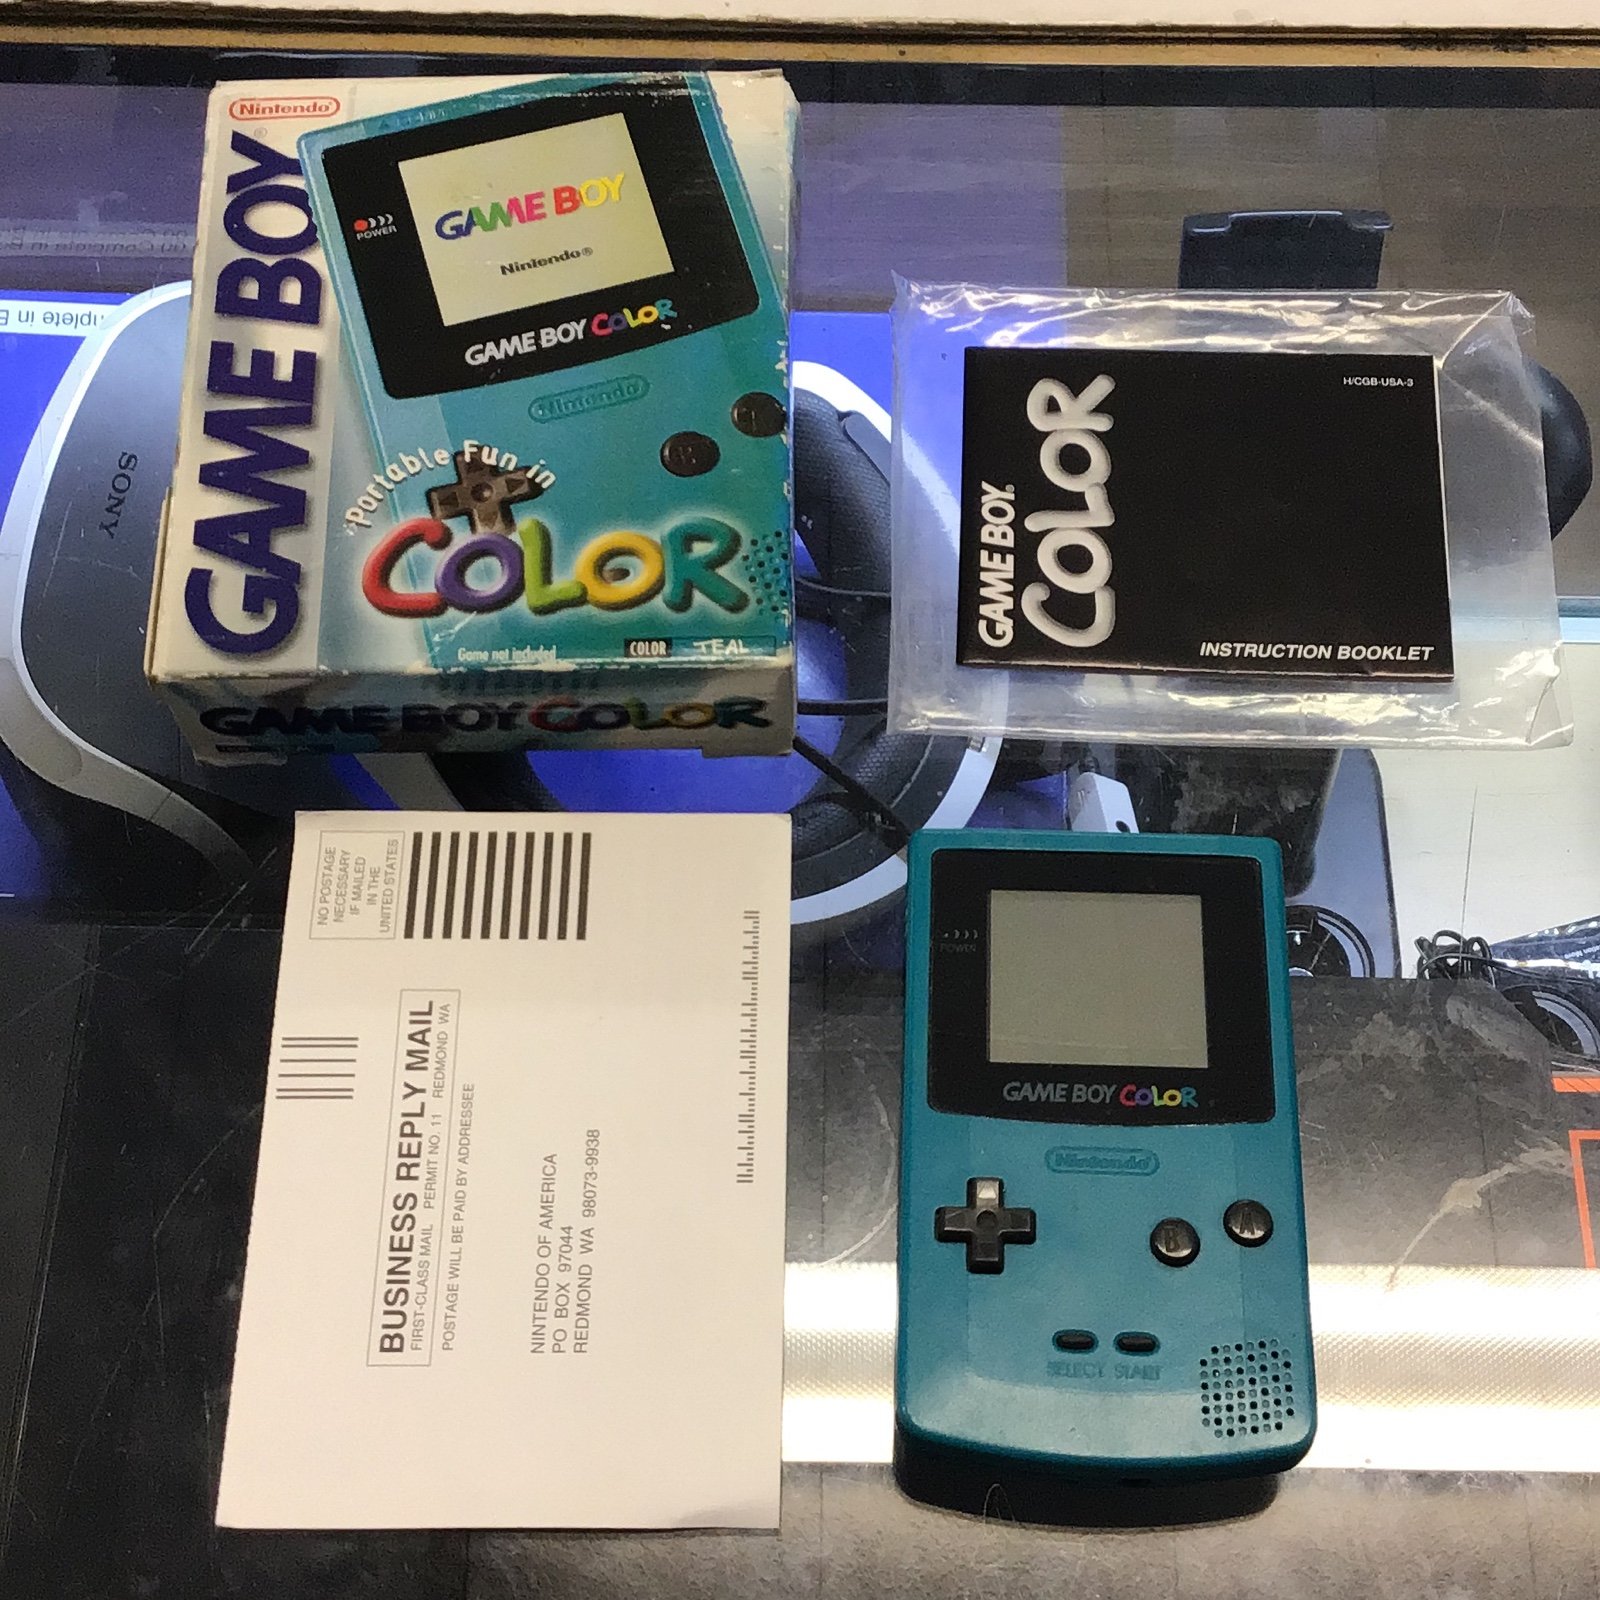 Nintendo®
GAME BOY®
POWER
GAME BOY
Nintendo®
GAME BOY COLOR
Nintendo
"Portable Fun in
COLOR"
Game not included
COLOR TEAL
GAME BOY COLOR
SONY
mplete in B
GAME BOY®
COLOR
H/CGB-USA-3
INSTRUCTION BOOKLET
NO POSTAGE
NECESSARY
IF MAILED
IN THE
UNITED STATES
BUSINESS REPLY MAIL
FIRST-CLASS MAIL PERMIT NO. 11 REDMOND WA
POSTAGE WILL BE PAID BY ADDRESSEE
NINTENDO OF AMERICA
PO BOX 97044
REDMOND WA 98073-9938
POWER
GAME BOY COLOR
Nintendo
B
A
SELECT START